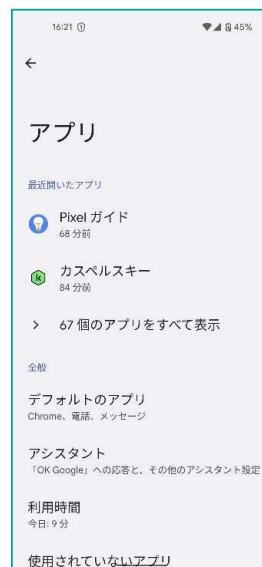 16:21 45%
アプリ
最近開いたアプリ
Pixel ガイド
68 分前
カスペルスキー
84 分前
67 個のアプリをすべて表示
全般
デフォルトのアプリ
Chrome、電話、メッセージ
アシスタント
「OK Google」への応答と、その他のアシスタント設定
利用時間
今日: 9 分
使用されていないアプリ